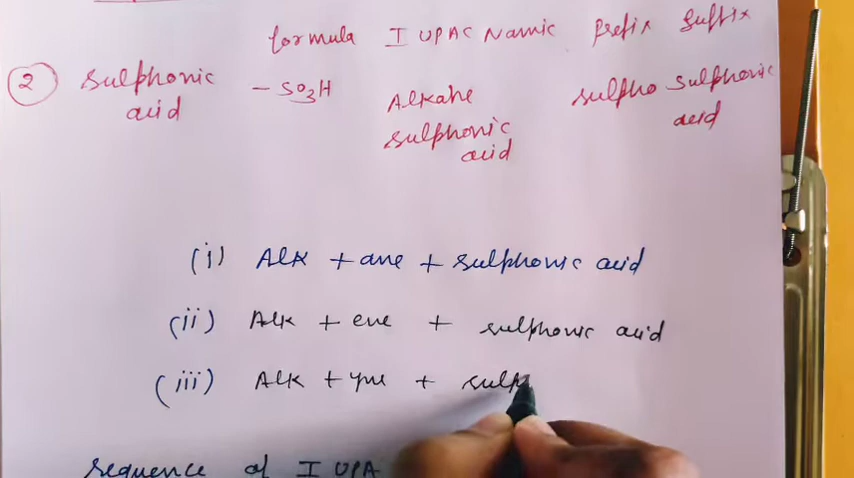 formula IUPAC Namic Prefix Suffix
2 sulphonic acid - SO3H Alkane sulphonic acid sulpho sulphonic acid
(i) Alk + ane + sulphonic acid
(ii) Alk + ene + sulphonic acid
(iii) Alk + yne + sulp
sequence of IUPA